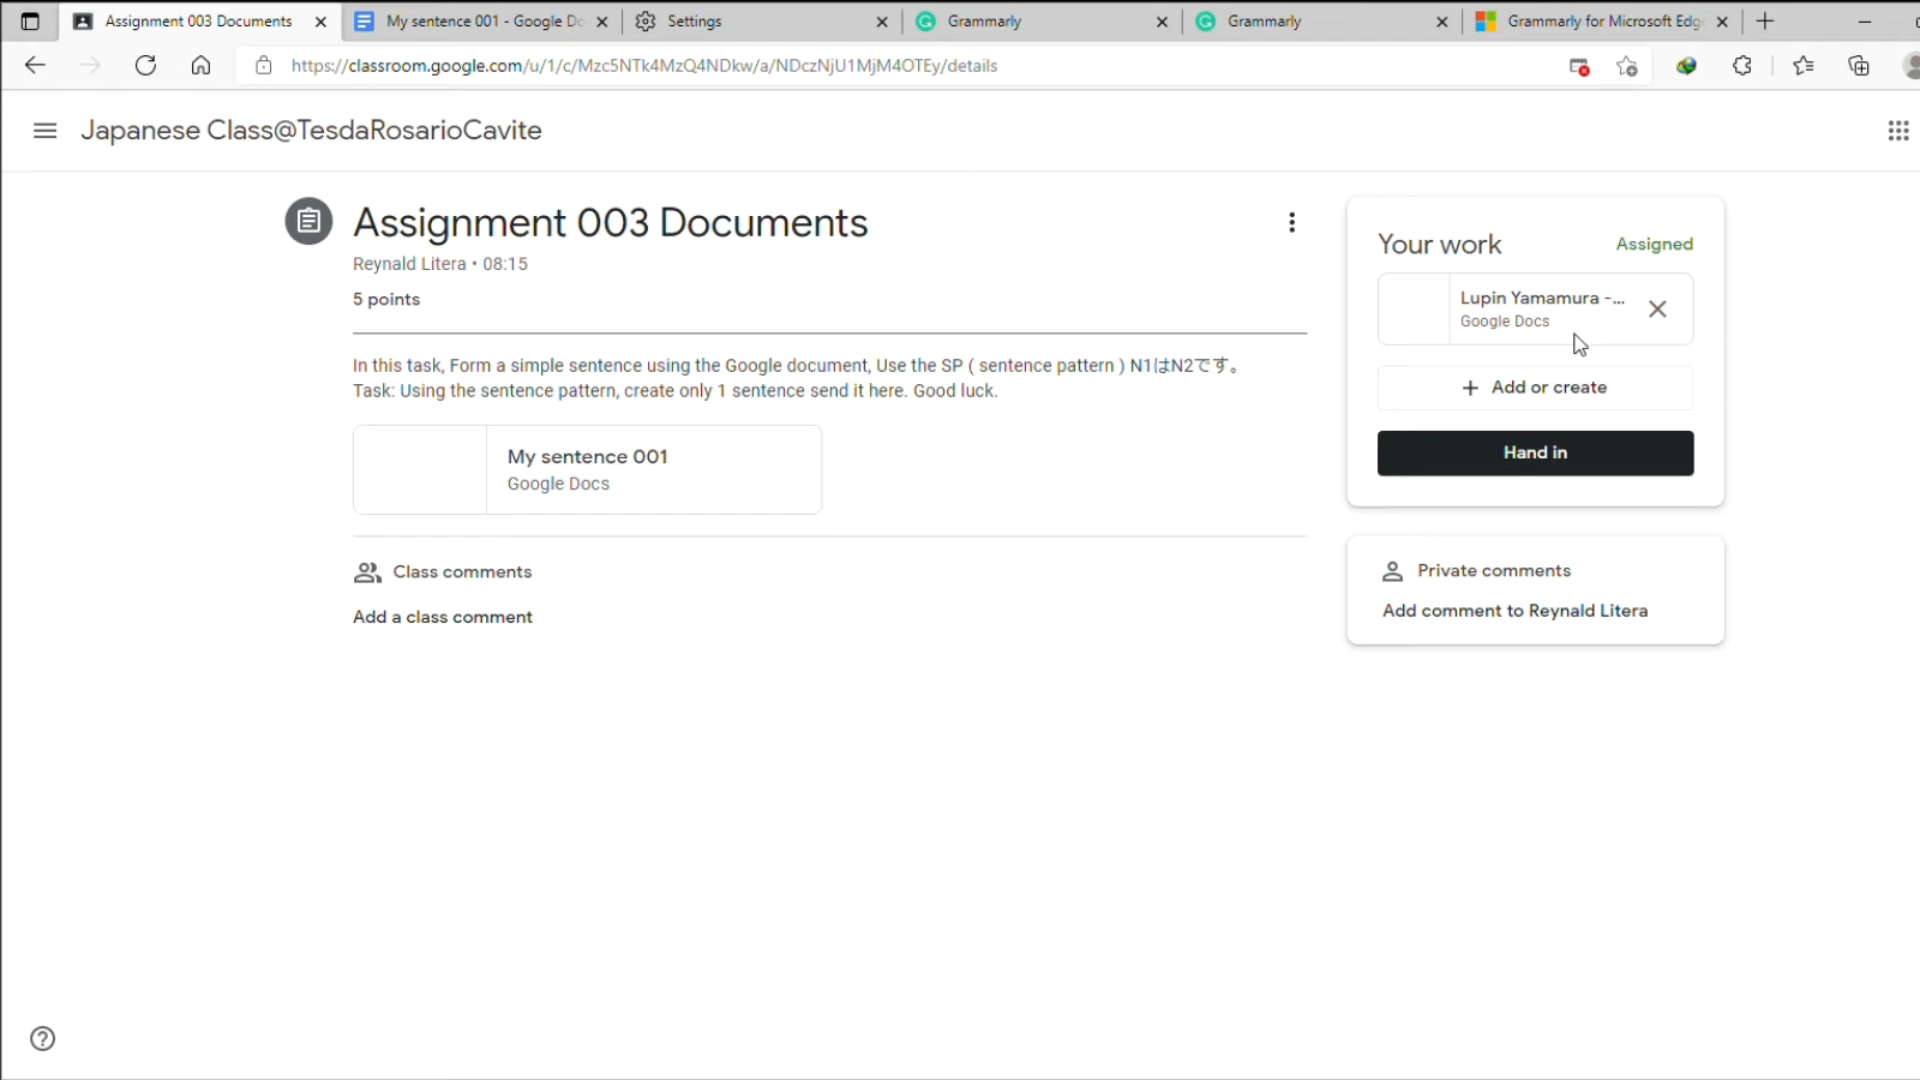 Assignment 003 Documents
My sentence 001 - Google Do
Settings
Grammarly
Grammarly
Grammarly for Microsoft Edg
https://classroom.google.com/u/1/c/Mzc5NTk4MzQ4NDkw/a/NDczNjU1MjM4OTEy/details
Japanese Class@TesdaRosarioCavite
Assignment 003 Documents
Reynald Litera • 08:15
5 points
In this task, Form a simple sentence using the Google document, Use the SP ( sentence pattern ) N1はN2です。
Task: Using the sentence pattern, create only 1 sentence send it here. Good luck.
My sentence 001
Google Docs
Class comments
Add a class comment
Your work
Assigned
Lupin Yamamura -...
Google Docs
+ Add or create
Hand in
Private comments
Add comment to Reynald Litera